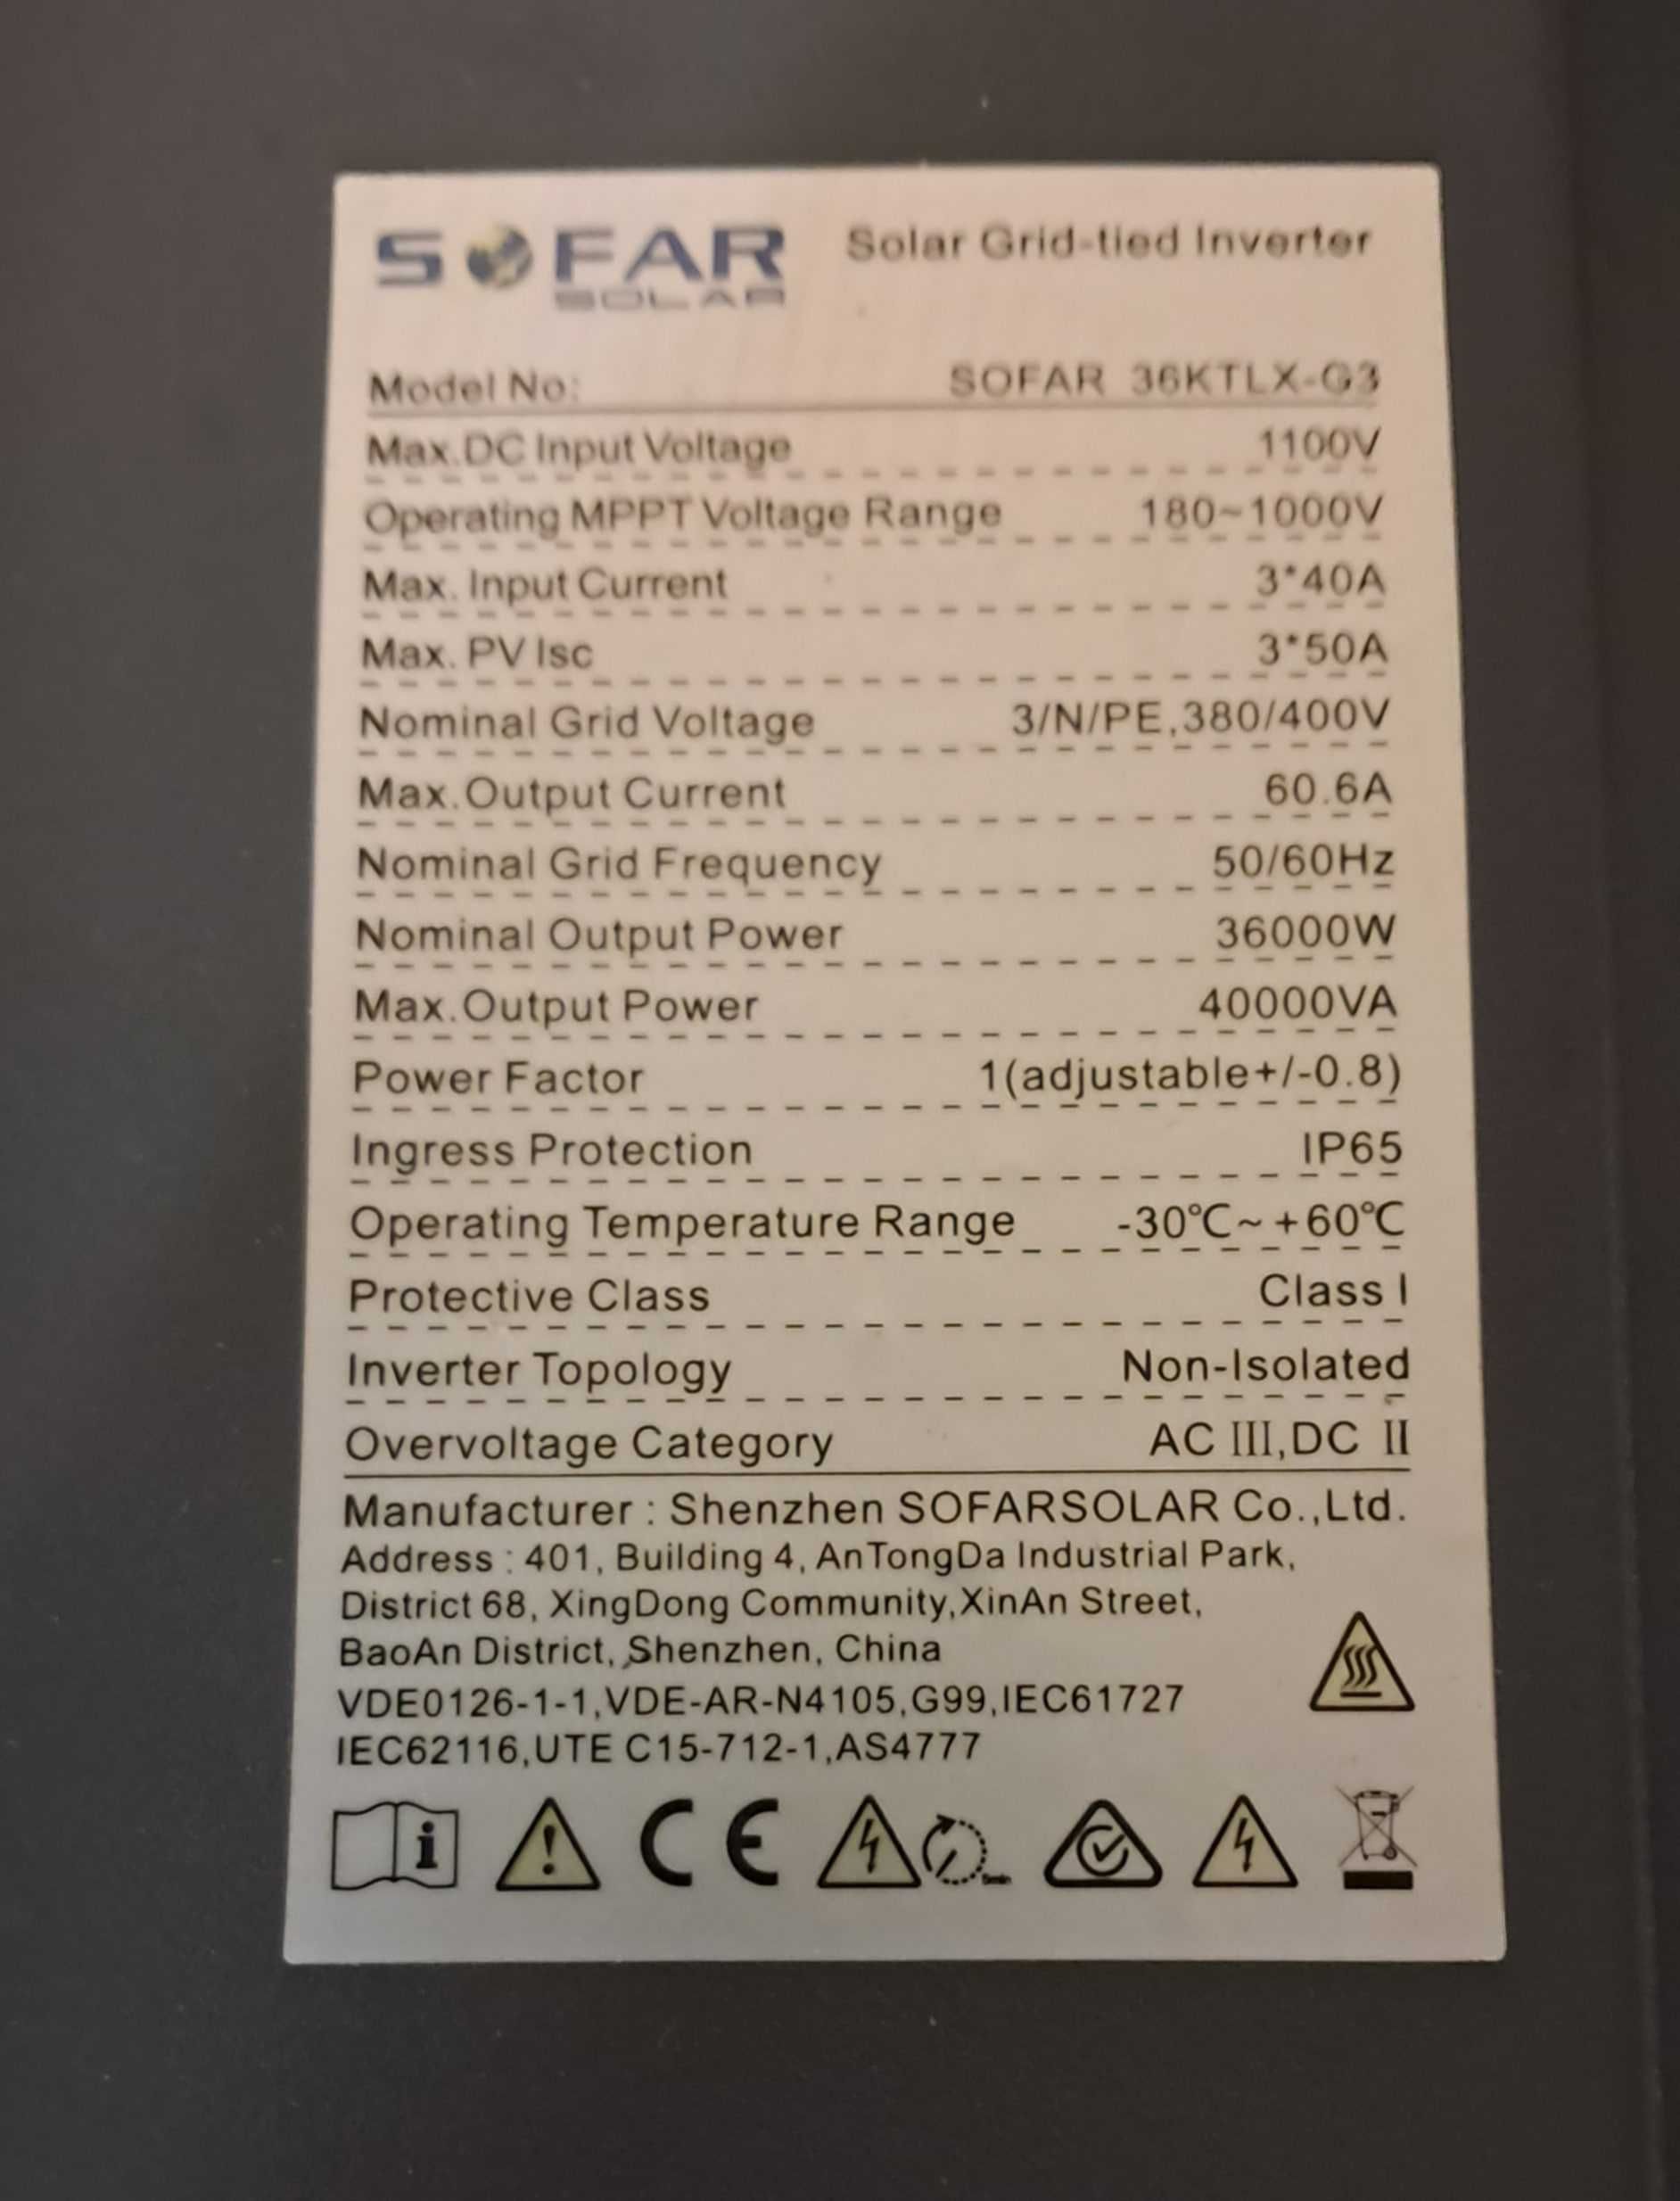 SOFAR SOLAR Solar Grid-tied Inverter
Model No: SOFAR 36KTLX-G3
Max.DC Input Voltage 1100V
Operating MPPT Voltage Range 180~1000V
Max. Input Current 3*40A
Max. PV Isc 3*50A
Nominal Grid Voltage 3/N/PE,380/400V
Max.Output Current 60.6A
Nominal Grid Frequency 50/60Hz
Nominal Output Power 36000W
Max.Output Power 40000VA
Power Factor 1(adjustable+/-0.8)
Ingress Protection IP65
Operating Temperature Range -30℃~+60℃
Protective Class Class I
Inverter Topology Non-Isolated
Overvoltage Category AC III,DC II
Manufacturer : Shenzhen SOFARSOLAR Co.,Ltd.
Address : 401, Building 4, AnTongDa Industrial Park,
District 68, XingDong Community,XinAn Street,
BaoAn District, Shenzhen, China
VDE0126-1-1,VDE-AR-N4105,G99,IEC61727
IEC62116,UTE C15-712-1,AS4777
i ! CE 5min